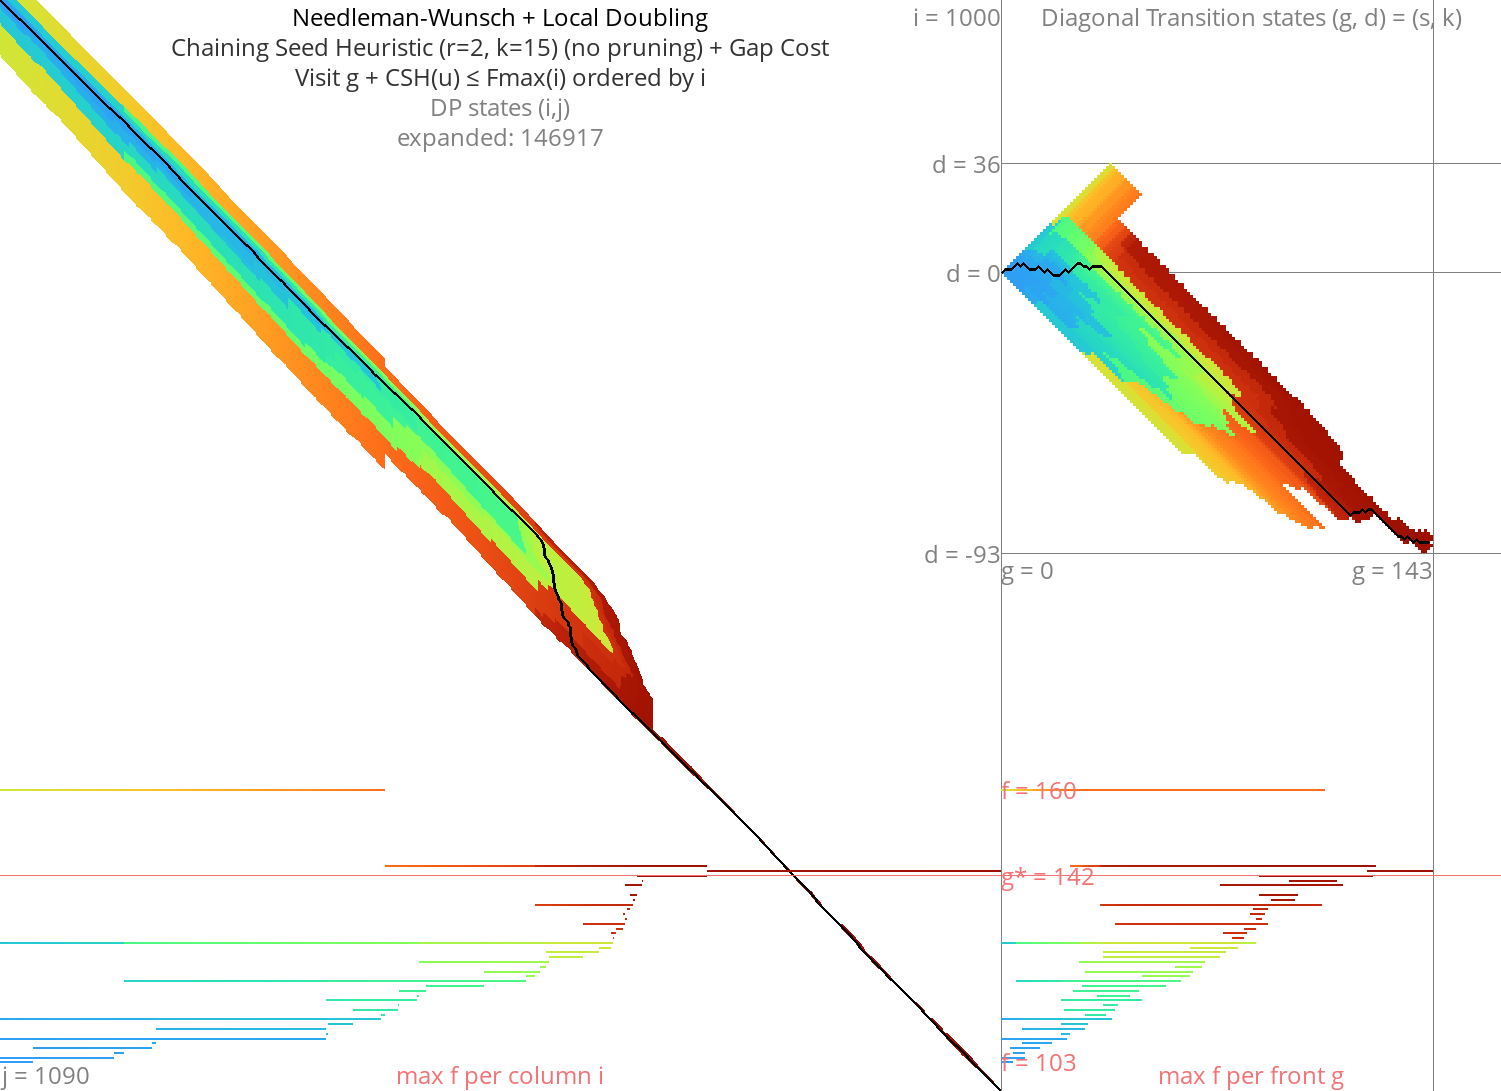 Needleman-Wunsch + Local Doubling
Chaining Seed Heuristic (r=2, k=15) (no pruning) + Gap Cost
Visit g + CSH(u) ≤ Fmax(i) ordered by i
DP states (i,j)
expanded: 146917
i = 1000
Diagonal Transition states (g, d) = (s, k)
d = 36
d = 0
d = -93
g = 0
g = 143
f = 160
g* = 142
f = 103
j = 1090
max f per column i
max f per front g